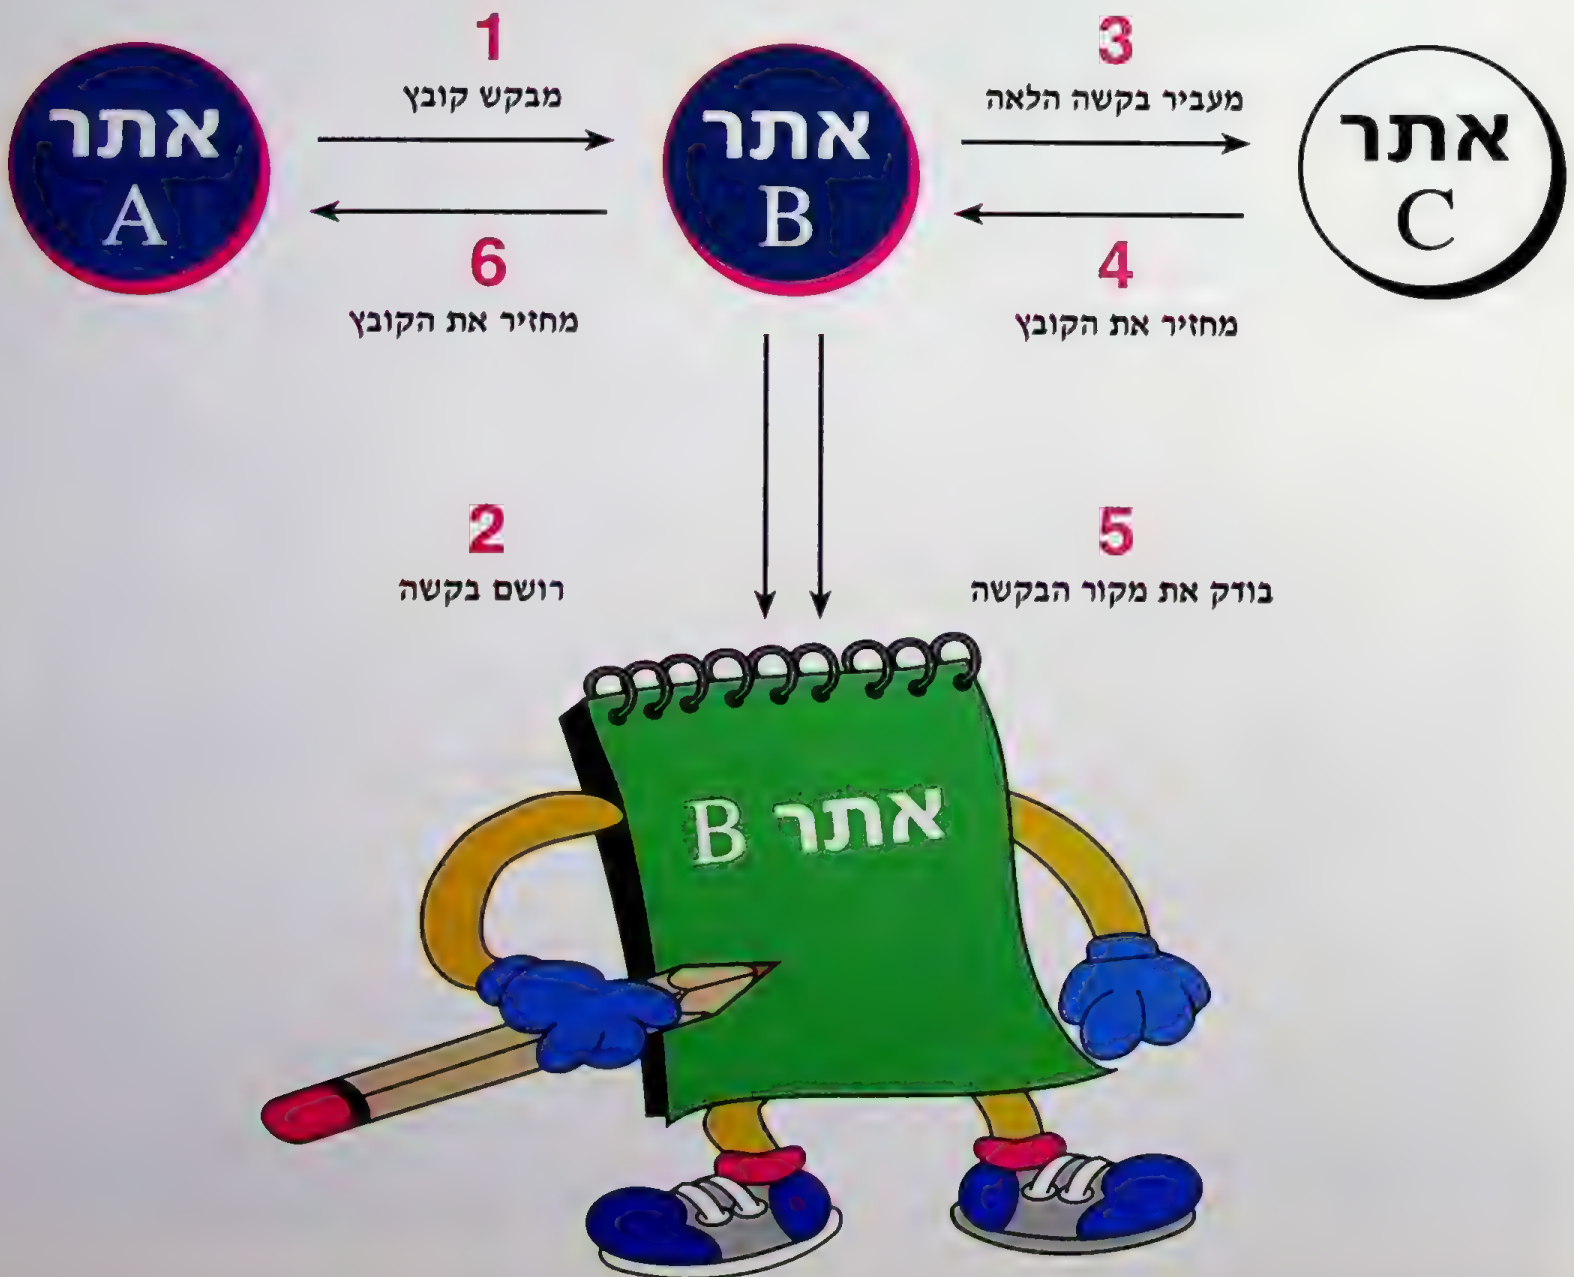 1
מבקש קובץ
3
מעביר בקשה הלאה
אתר
A
אתר
B
אתר
C
6
מחזיר את הקובץ
4
מחזיר את הקובץ
2
רושם בקשה
5
בודק את מקור הבקשה
אתר B